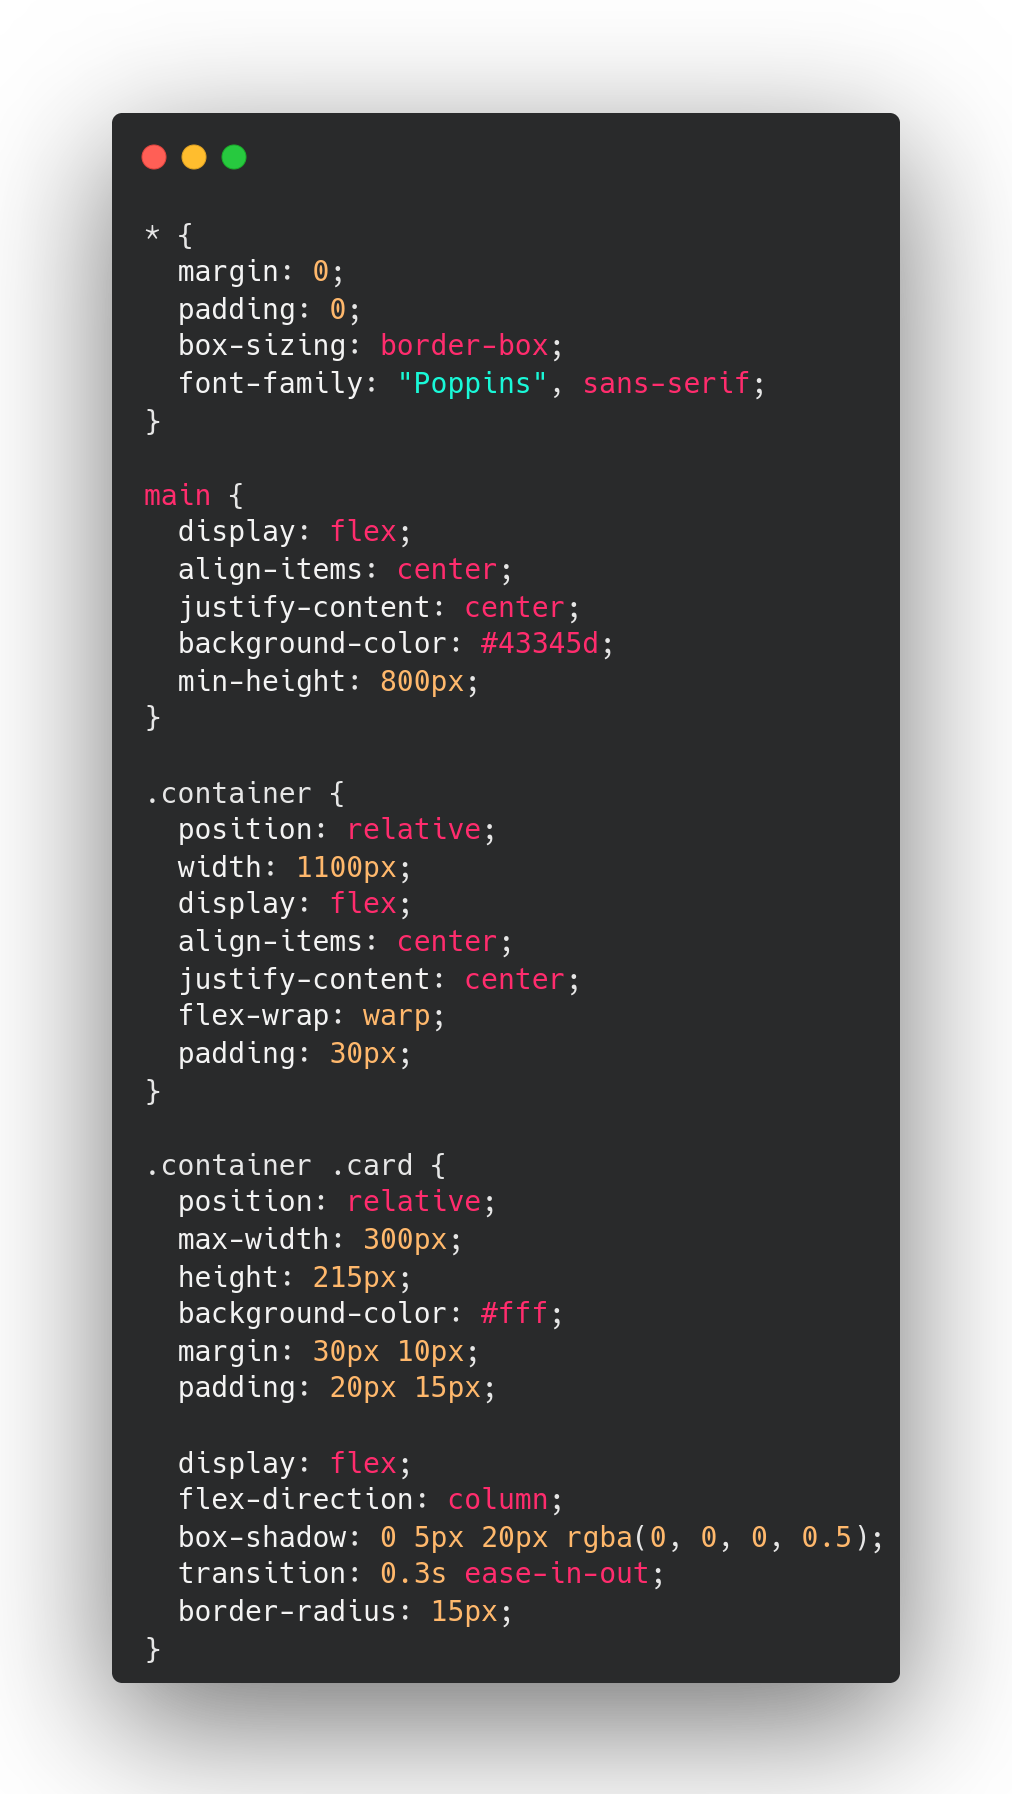 * {
  margin: 0;
  padding: 0;
  box-sizing: border-box;
  font-family: "Poppins", sans-serif;
}

main {
  display: flex;
  align-items: center;
  justify-content: center;
  background-color: #43345d;
  min-height: 800px;
}

.container {
  position: relative;
  width: 1100px;
  display: flex;
  align-items: center;
  justify-content: center;
  flex-wrap: warp;
  padding: 30px;
}

.container .card {
  position: relative;
  max-width: 300px;
  height: 215px;
  background-color: #fff;
  margin: 30px 10px;
  padding: 20px 15px;

  display: flex;
  flex-direction: column;
  box-shadow: 0 5px 20px rgba(0, 0, 0, 0.5);
  transition: 0.3s ease-in-out;
  border-radius: 15px;
}